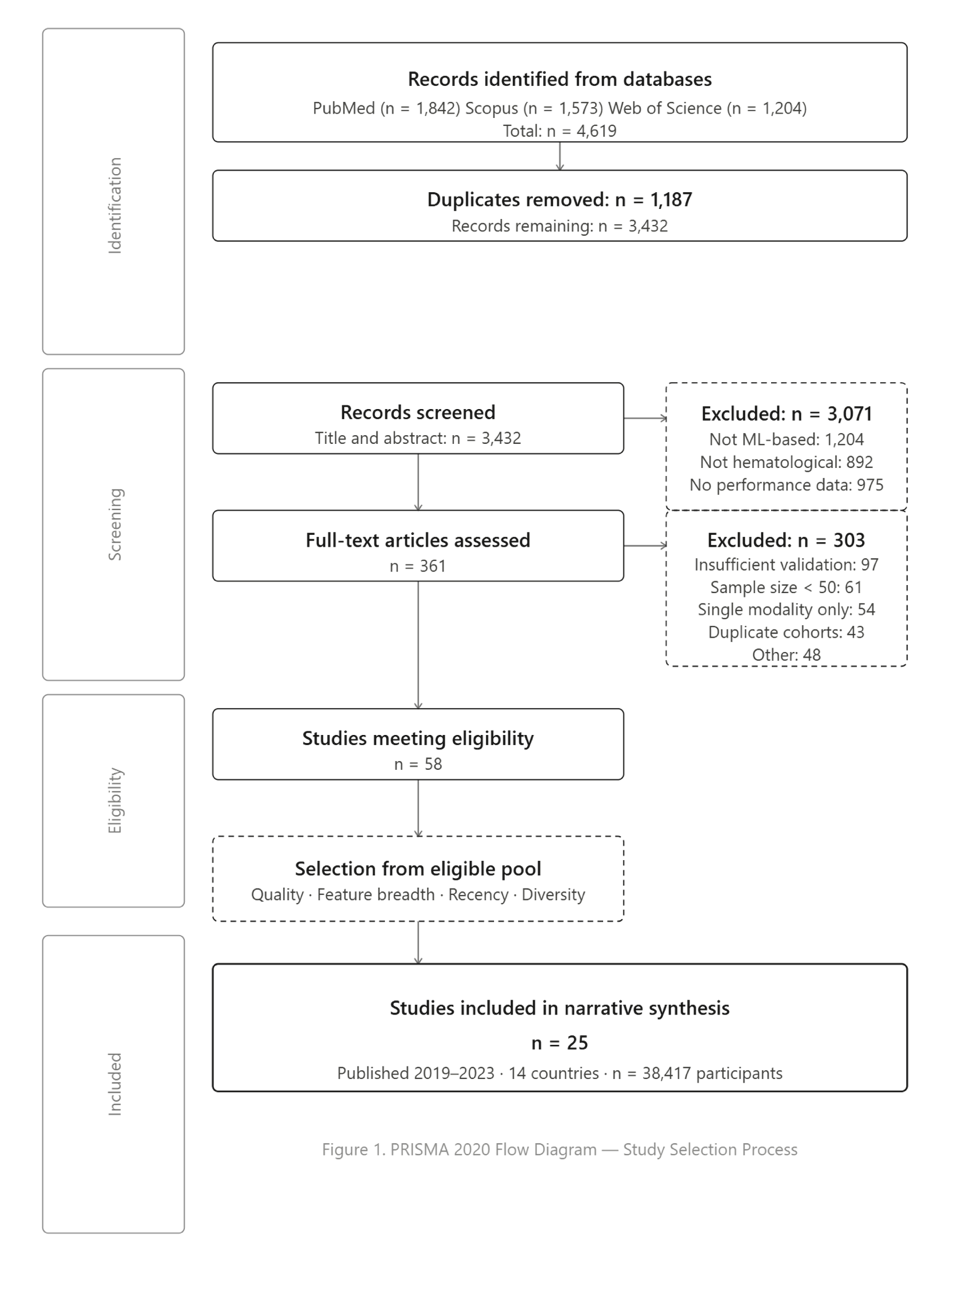 Identification
Records identified from databases
PubMed (n = 1,842) Scopus (n = 1,573) Web of Science (n = 1,204)
Total: n = 4,619
Duplicates removed: n = 1,187
Records remaining: n = 3,432
Screening
Records screened
Title and abstract: n = 3,432
Excluded: n = 3,071
Not ML-based: 1,204
Not hematological: 892
No performance data: 975
Full-text articles assessed
n = 361
Excluded: n = 303
Insufficient validation: 97
Sample size < 50: 61
Single modality only: 54
Duplicate cohorts: 43
Other: 48
Eligibility
Studies meeting eligibility
n = 58
Selection from eligible pool
Quality · Feature breadth · Recency · Diversity
Included
Studies included in narrative synthesis
n = 25
Published 2019–2023 · 14 countries · n = 38,417 participants
Figure 1. PRISMA 2020 Flow Diagram — Study Selection Process